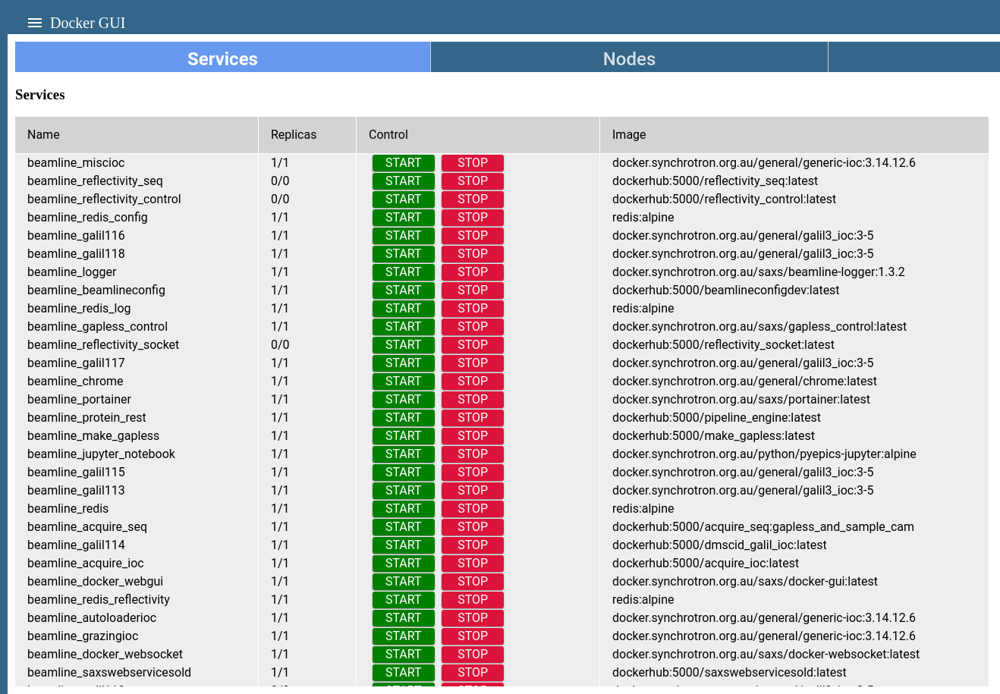 Docker GUI
Services Nodes
Services
Name Replicas Control Image
beamline_miscioc 1/1 START STOP docker.synchrotron.org.au/general/generic-ioc:3.14.12.6
beamline_reflectivity_seq 0/0 START STOP dockerhub:5000/reflectivity_seq:latest
beamline_reflectivity_control 0/0 START STOP dockerhub:5000/reflectivity_control:latest
beamline_redis_config 1/1 START STOP redis:alpine
beamline_galil116 1/1 START STOP docker.synchrotron.org.au/general/galil3_ioc:3-5
beamline_galil118 1/1 START STOP docker.synchrotron.org.au/general/galil3_ioc:3-5
beamline_logger 1/1 START STOP docker.synchrotron.org.au/saxs/beamline-logger:1.3.2
beamline_beamlineconfig 1/1 START STOP dockerhub:5000/beamlineconfigdev:latest
beamline_redis_log 1/1 START STOP redis:alpine
beamline_gapless_control 1/1 START STOP docker.synchrotron.org.au/saxs/gapless_control:latest
beamline_reflectivity_socket 0/0 START STOP dockerhub:5000/reflectivity_socket:latest
beamline_galil117 1/1 START STOP docker.synchrotron.org.au/general/galil3_ioc:3-5
beamline_chrome 1/1 START STOP docker.synchrotron.org.au/general/chrome:latest
beamline_portainer 1/1 START STOP docker.synchrotron.org.au/saxs/portainer:latest
beamline_protein_rest 1/1 START STOP dockerhub:5000/pipeline_engine:latest
beamline_make_gapless 1/1 START STOP dockerhub:5000/make_gapless:latest
beamline_jupyter_notebook 1/1 START STOP docker.synchrotron.org.au/python/pyepics-jupyter:alpine
beamline_galil115 1/1 START STOP docker.synchrotron.org.au/general/galil3_ioc:3-5
beamline_galil113 1/1 START STOP docker.synchrotron.org.au/general/galil3_ioc:3-5
beamline_redis 1/1 START STOP redis:alpine
beamline_acquire_seq 1/1 START STOP dockerhub:5000/acquire_seq:gapless_and_sample_cam
beamline_galil114 1/1 START STOP dockerhub:5000/dmscid_galil_ioc:latest
beamline_acquire_ioc 1/1 START STOP dockerhub:5000/acquire_ioc:latest
beamline_docker_webgui 1/1 START STOP docker.synchrotron.org.au/saxs/docker-gui:latest
beamline_redis_reflectivity 1/1 START STOP redis:alpine
beamline_autoloaderioc 1/1 START STOP docker.synchrotron.org.au/general/generic-ioc:3.14.12.6
beamline_grazingioc 1/1 START STOP docker.synchrotron.org.au/general/generic-ioc:3.14.12.6
beamline_docker_websocket 1/1 START STOP docker.synchrotron.org.au/saxs/docker-websocket:latest
beamline_saxswebservicesold 1/1 START STOP dockerhub:5000/saxswebservicesold:latest